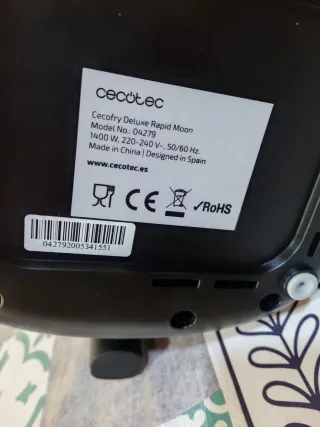 cecotec
Cecofry Deluxe Rapid Moon
Model No.: 04279
1400 W, 220-240 V~, 50/60 Hz.
Made in China | Designed in Spain
www.cecotec.es
CE
✓RoHS
042792005341551